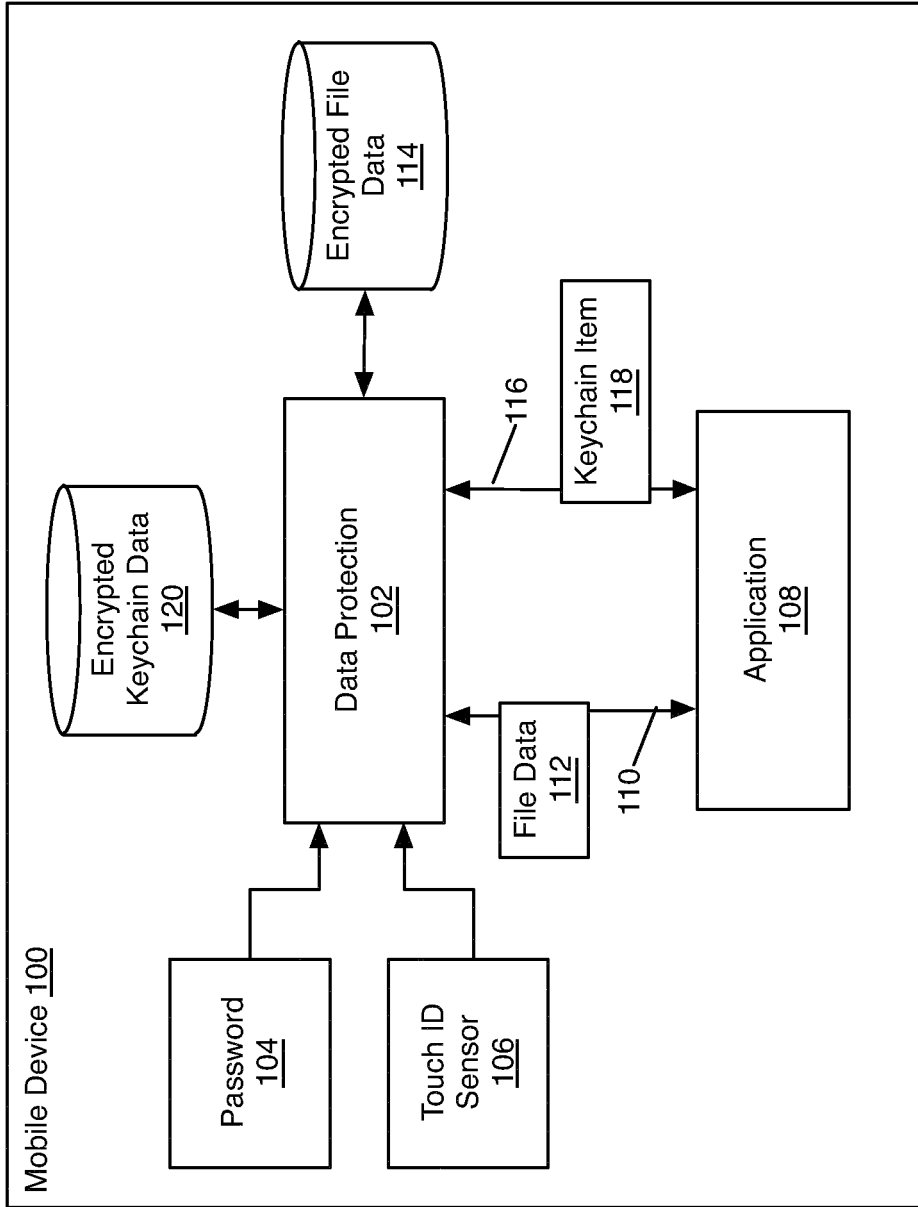 Mobile Device 100
Password
104
Touch ID
Sensor
106
Encrypted
Keychain Data
120
Data Protection
102
Encrypted File
Data
114
File Data
112
110
116
Keychain Item
118
Application
108